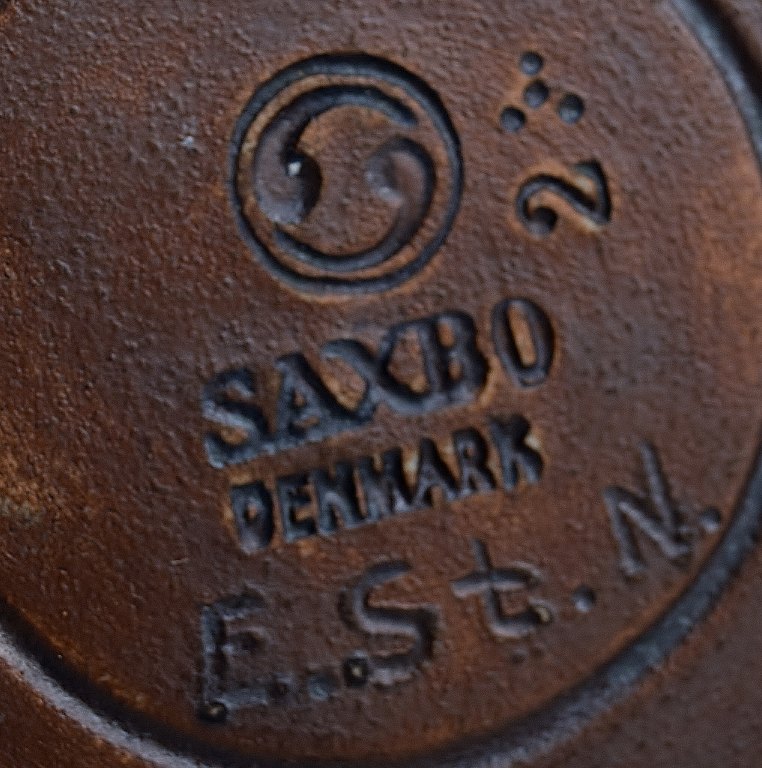 2
SAXBO
DENMARK
E. St. N.